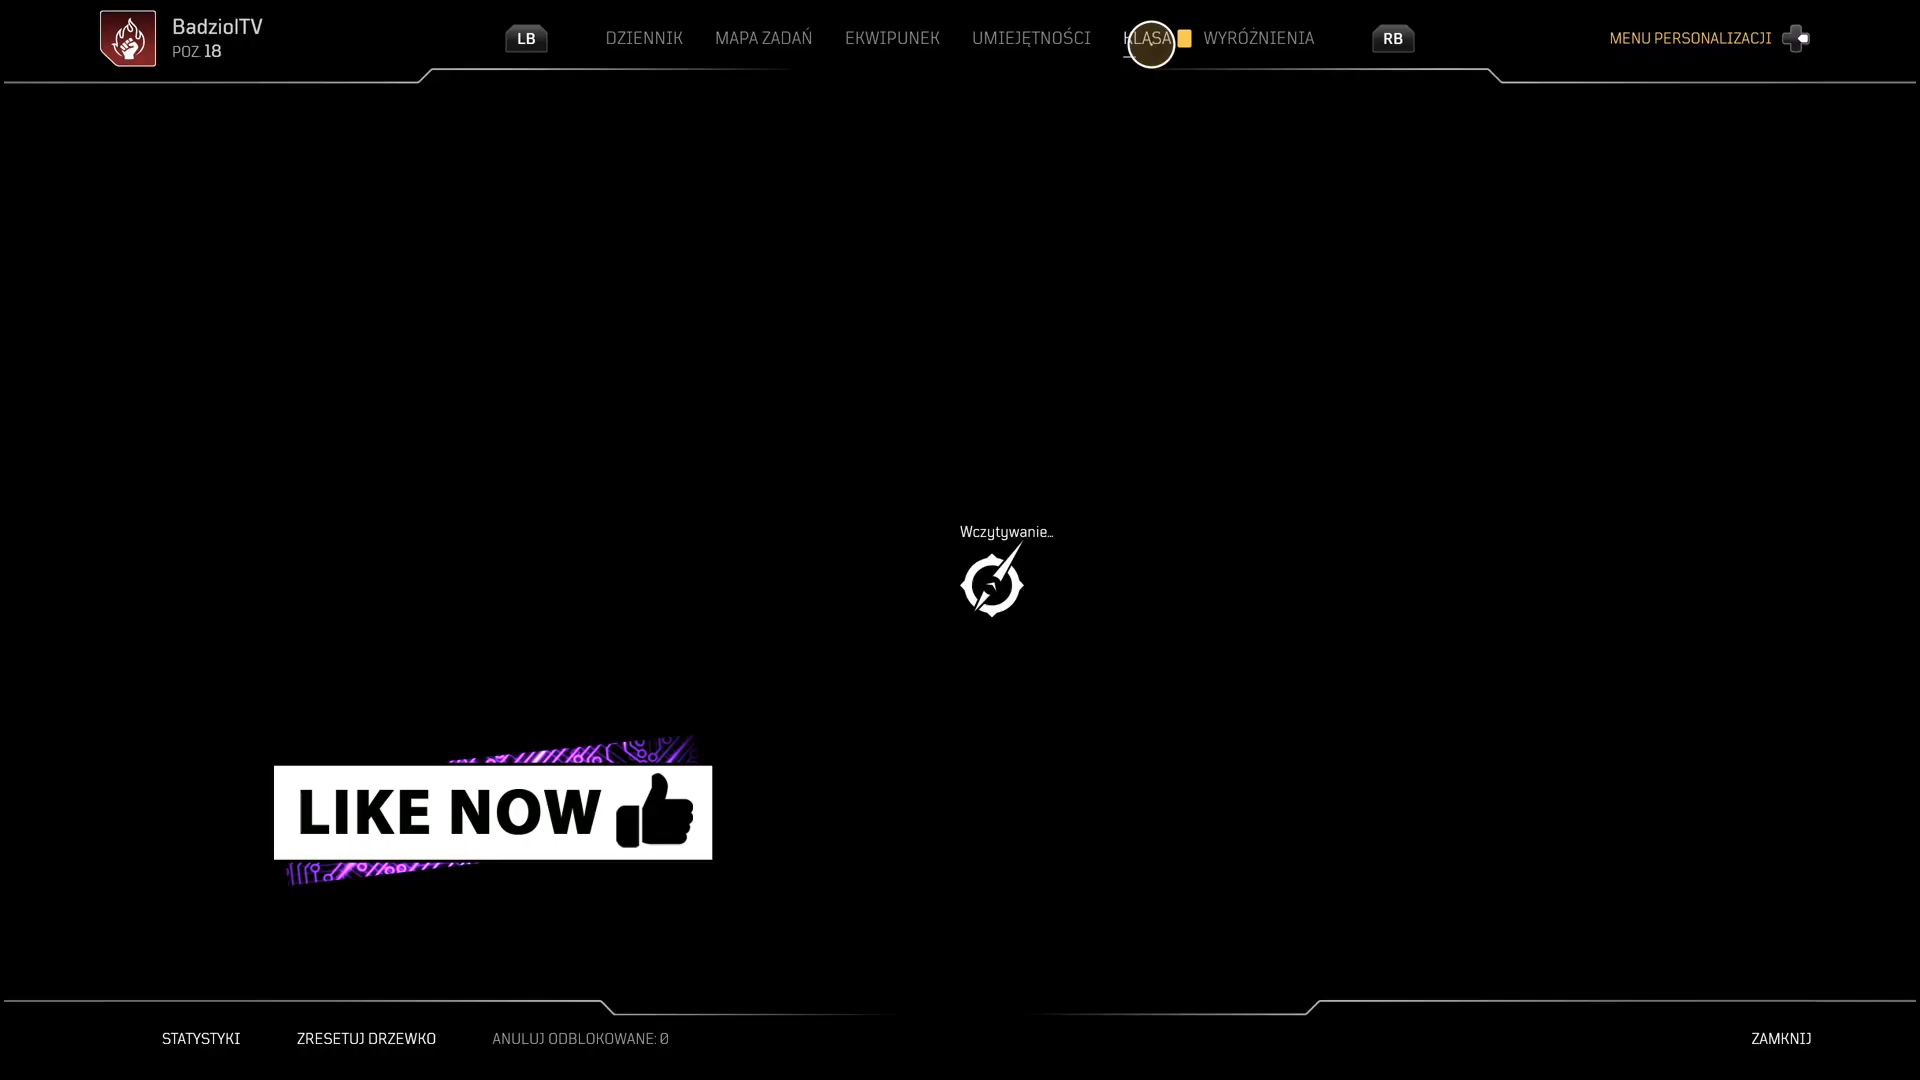 BadziolTV
POZ. 18
LB
DZIENNIK
MAPA ZADAŃ
EKWIPUNEK
UMIEJĘTNOŚCI
KLASA
WYRÓŻNIENIA
RB
MENU PERSONALIZACJI
Wczytywanie...
LIKE NOW
STATYSTYKI
ZRESETUJ DRZEWKO
ANULUJ ODBLOKOWANE: 0
ZAMKNIJ